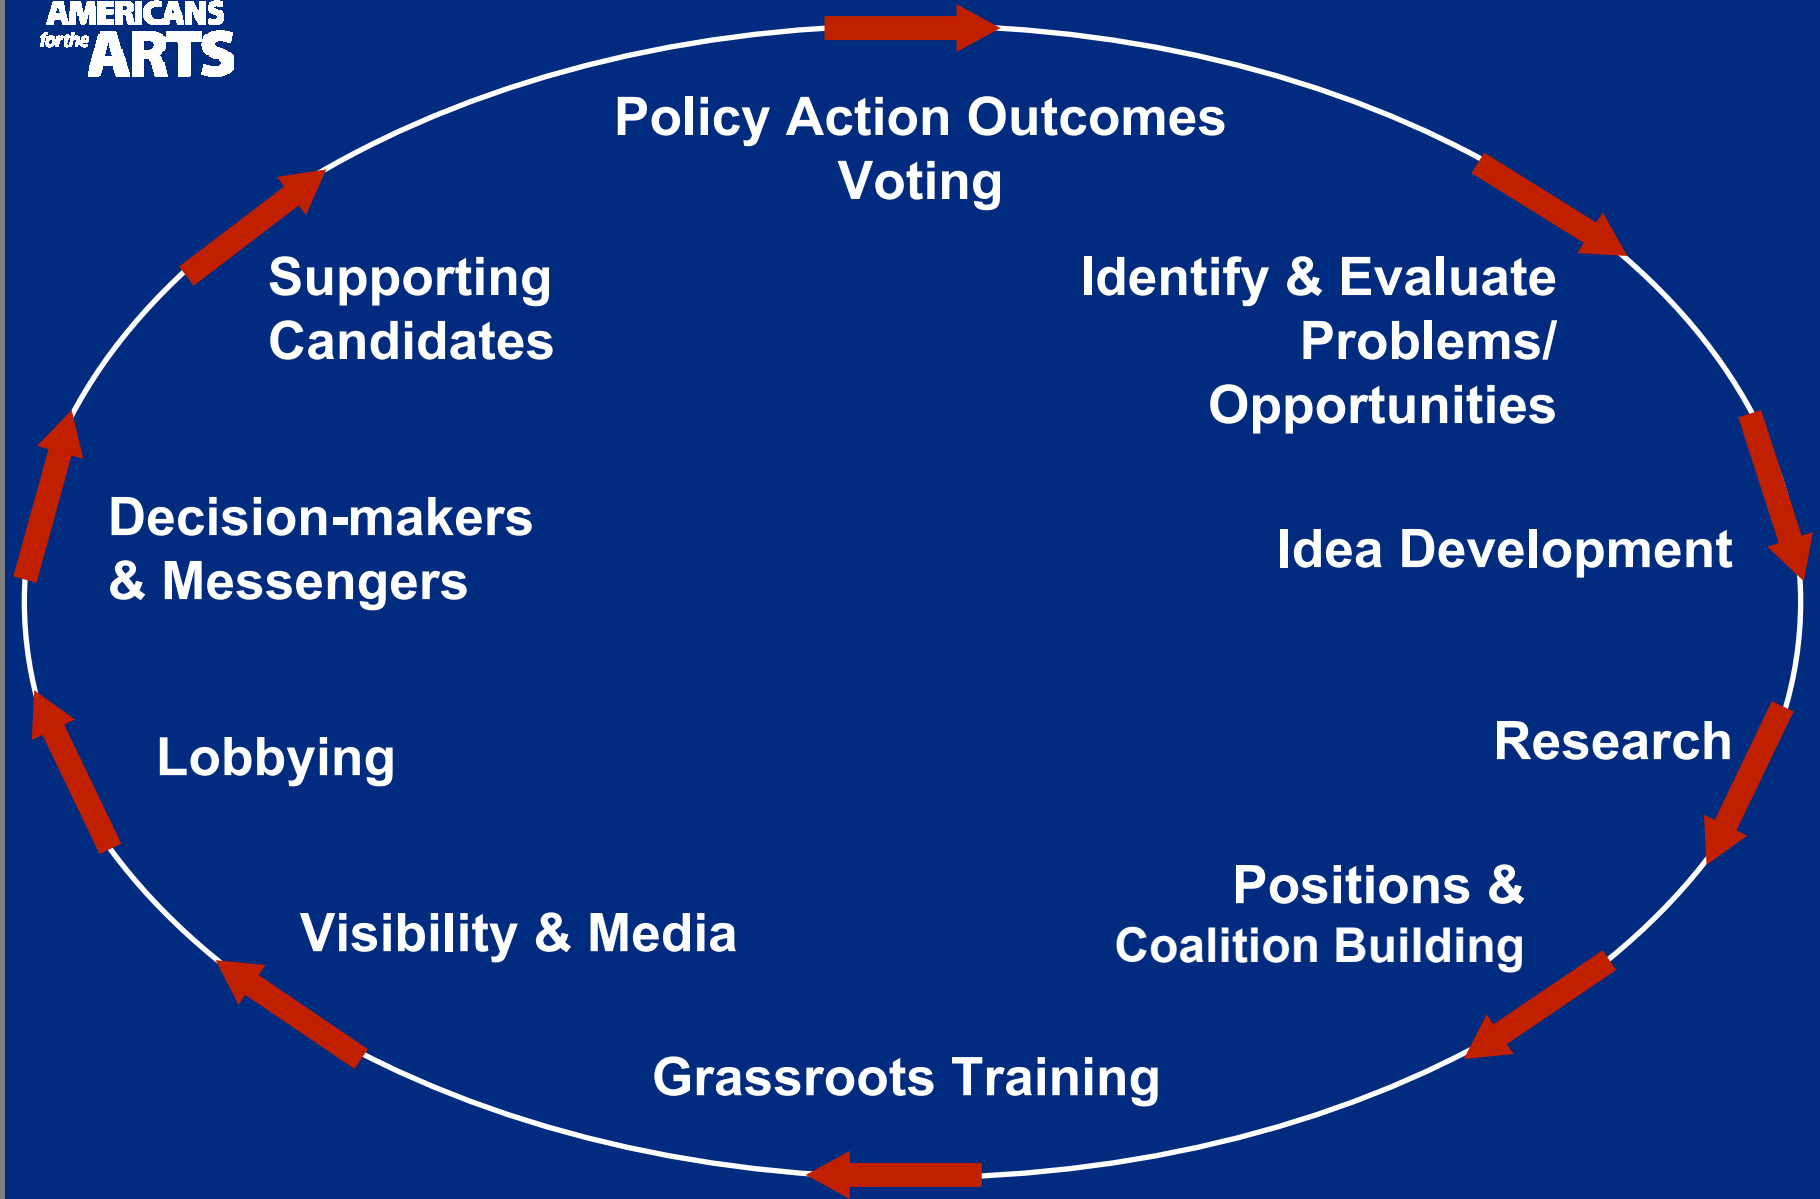 AMERICANS
for the
ARTS
Policy Action Outcomes
Voting
Identify & Evaluate
Problems/
Opportunities
Idea Development
Research
Positions &
Coalition Building
Grassroots Training
Visibility & Media
Lobbying
Decision-makers
& Messengers
Supporting
Candidates